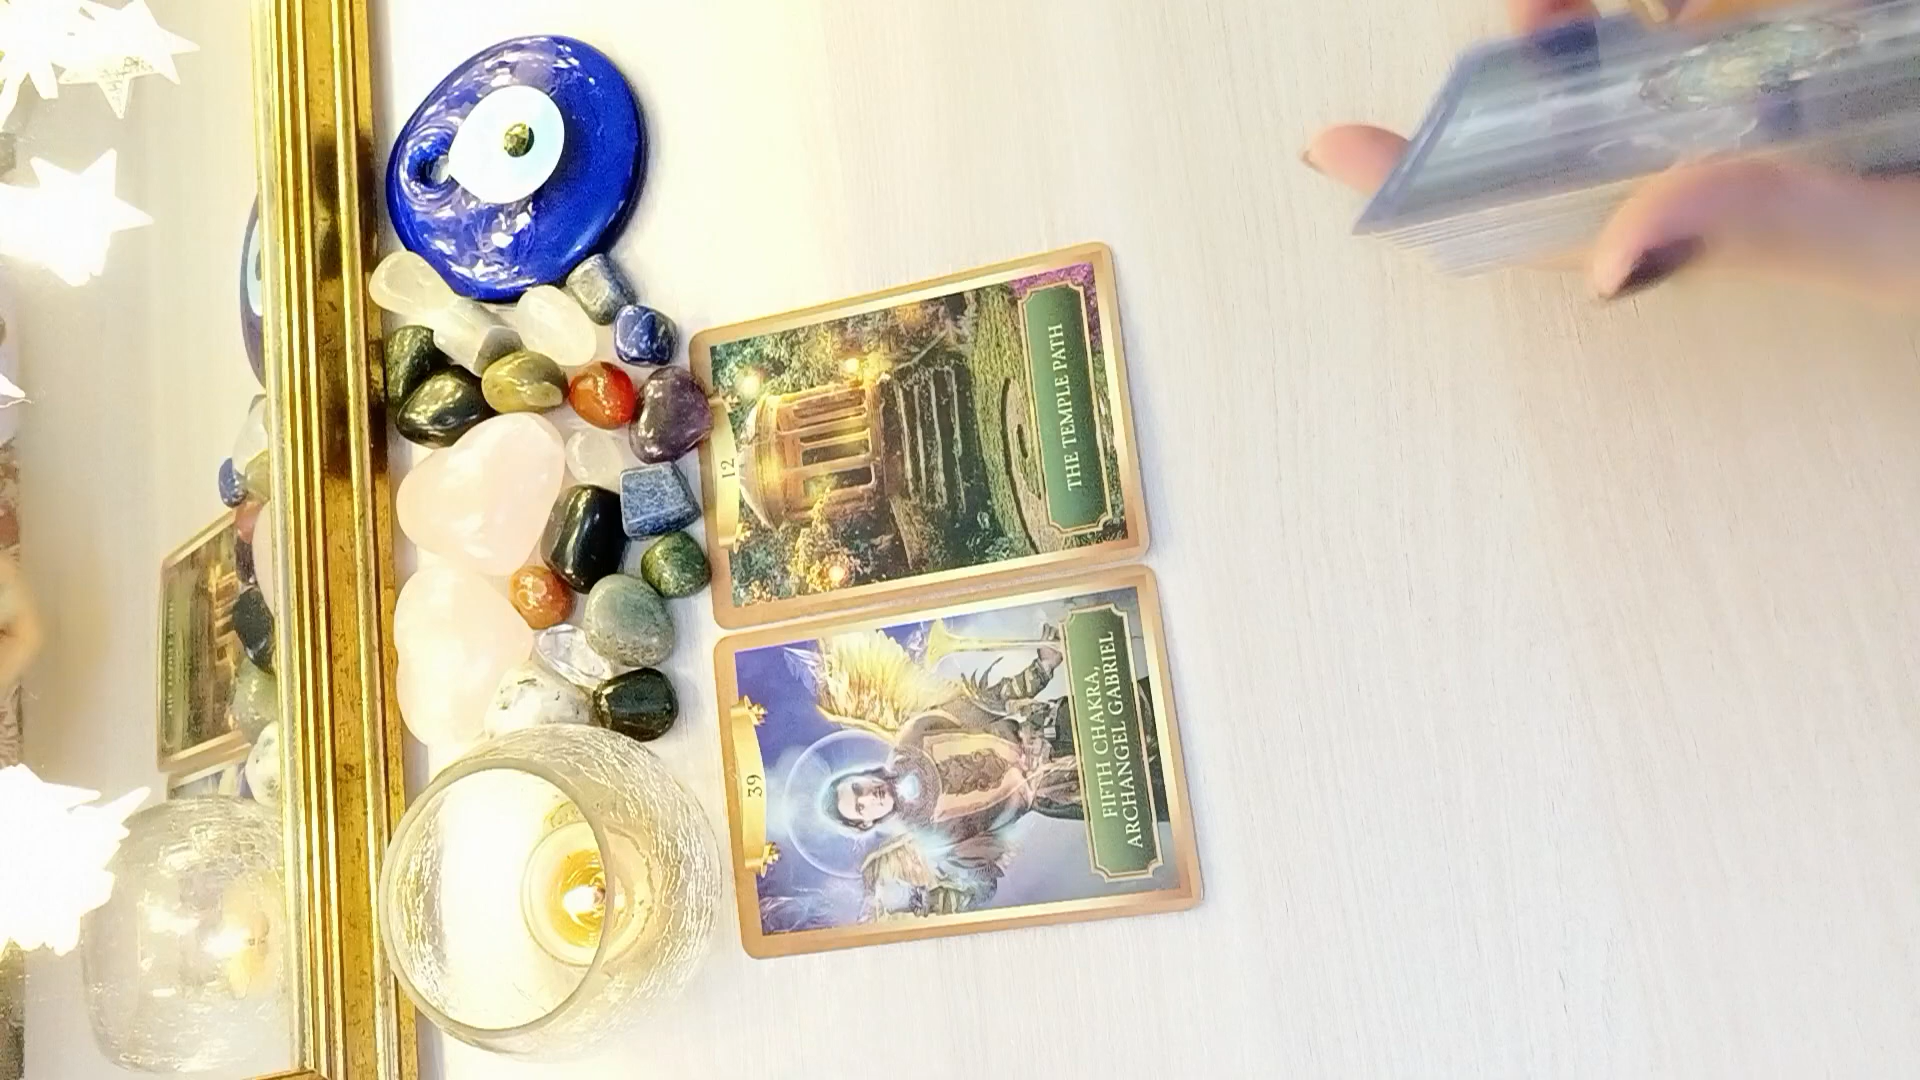 12
THE TEMPLE PATH
39
FIFTH CHAKRA,
ARCHANGEL GABRIEL